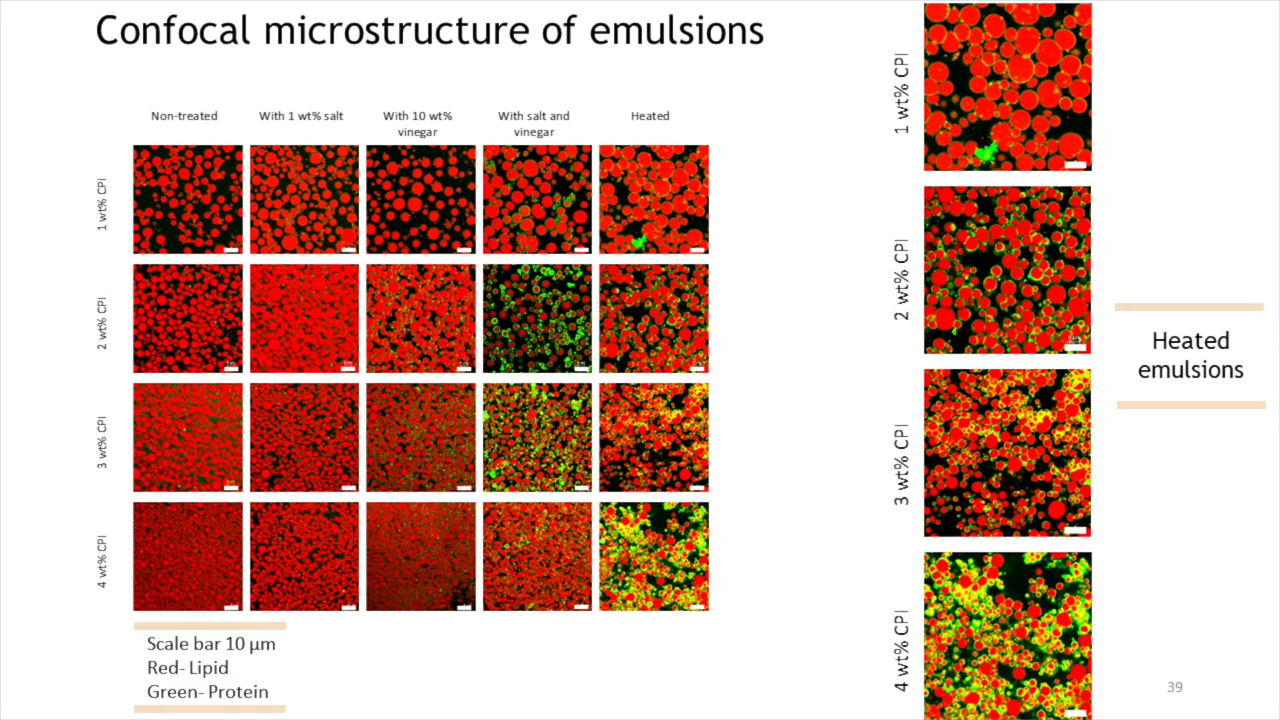 Confocal microstructure of emulsions
Non-treated
With 1 wt% salt
With 10 wt%
vinegar
With salt and
vinegar
Heated
1 wt% CPI
2 wt% CPI
3 wt% CPI
4 wt% CPI
Scale bar 10 µm
Red- Lipid
Green- Protein
1 wt% CPI
2 wt% CPI
3 wt% CPI
4 wt% CPI
Heated
emulsions
39